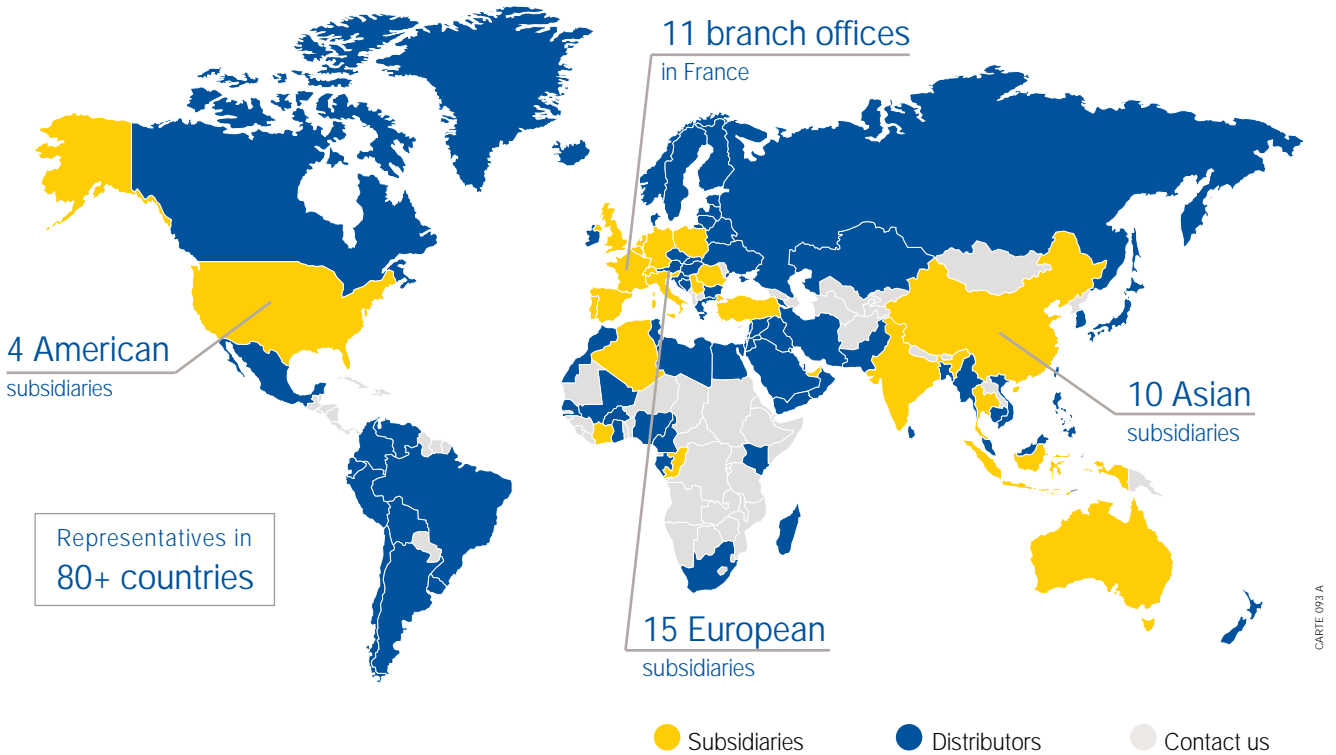 11 branch offices
in France
4 American
subsidiaries
10 Asian
subsidiaries
Representatives in
80+ countries
15 European
subsidiaries
CARTE 093 A
Subsidiaries
Distributors
Contact us